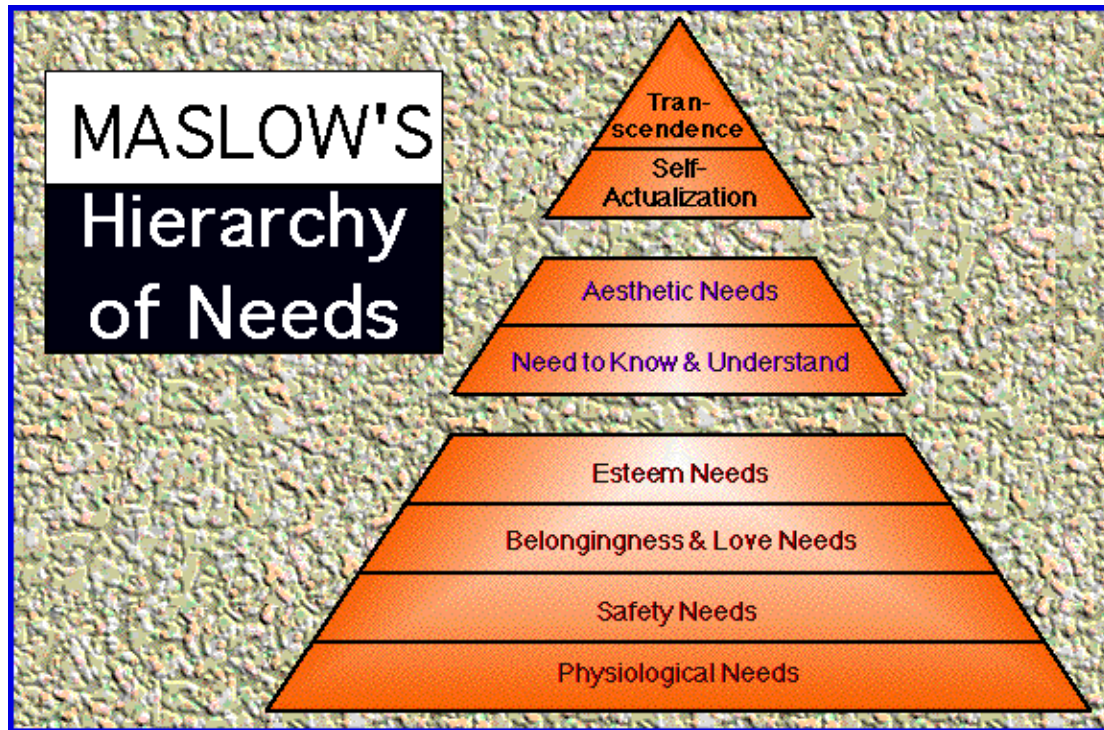 MASLOW'S
Hierarchy
of Needs
Tran-
scendence
Self-
Actualization
Aesthetic Needs
Need to Know & Understand
Esteem Needs
Belongingness & Love Needs
Safety Needs
Physiological Needs